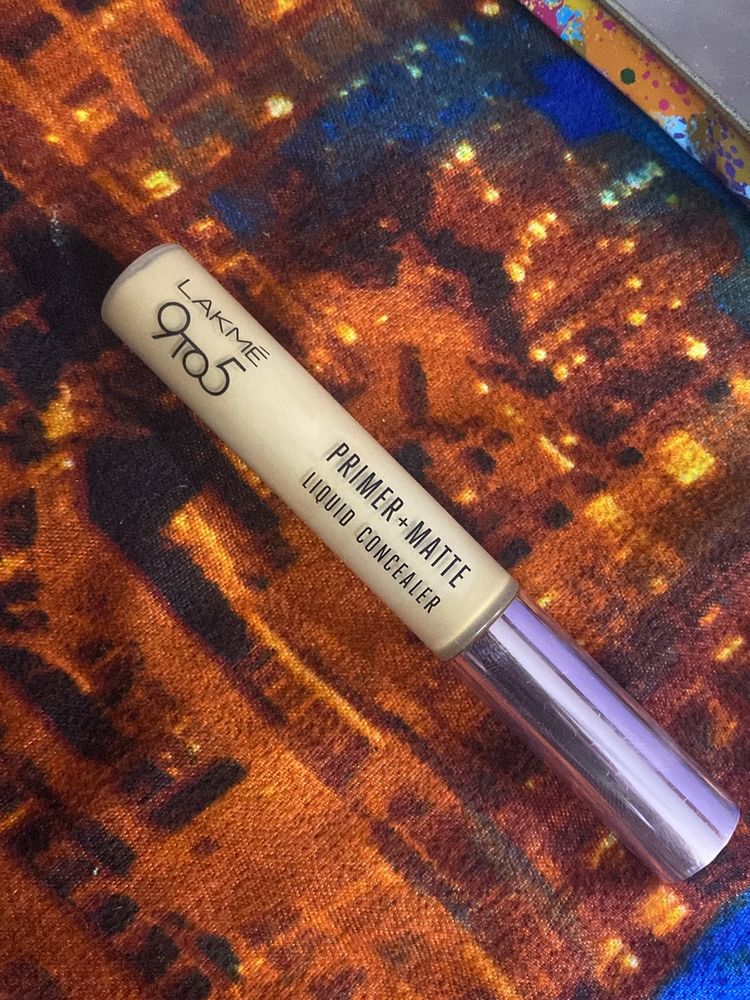 LAKMÉ
9TO5
PRIMER+MATTE
LIQUID CONCEALER